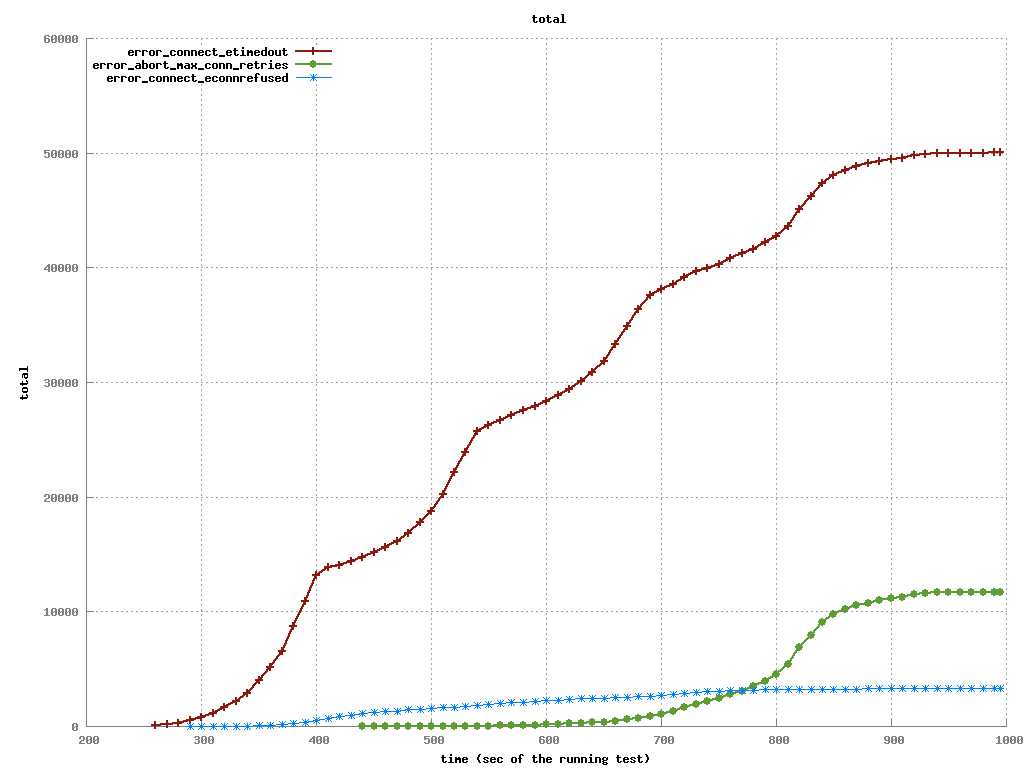 total
60000
50000
40000
30000
20000
10000
0
error_connect_etimedout
error_abort_max_conn_retries
error_connect_econnrefused
total
200 300 400 500 600 700 800 900 1000
time (sec of the running test)